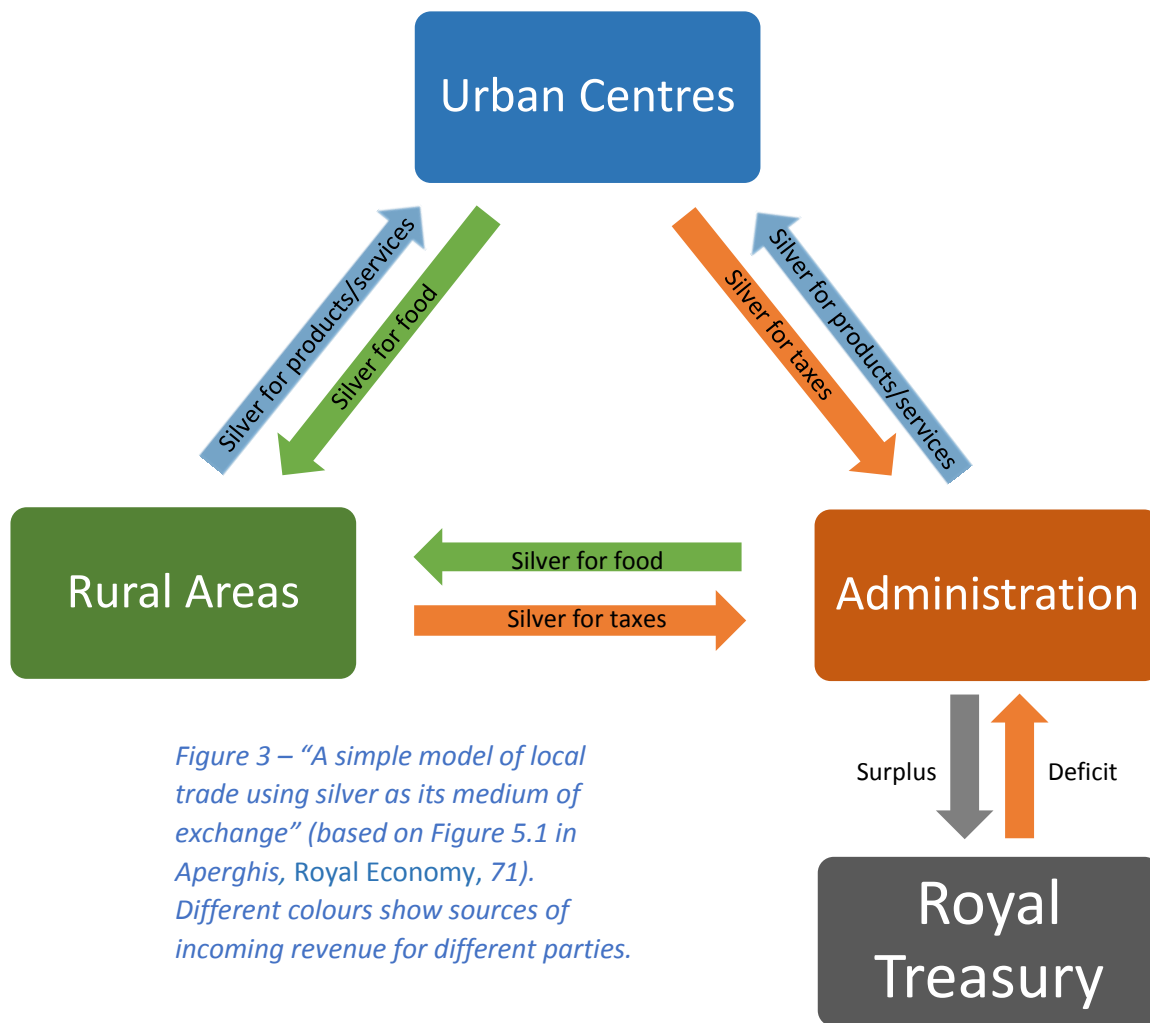 Urban Centres
Silver for products/services
Silver for food
Silver for taxes
Silver for products/services
Rural Areas
Silver for food
Silver for taxes
Administration
Surplus
Deficit
Figure 3 – “A simple model of local
trade using silver as its medium of
exchange” (based on Figure 5.1 in
Aperghis, Royal Economy, 71).
Different colours show sources of
incoming revenue for different parties.
Royal
Treasury